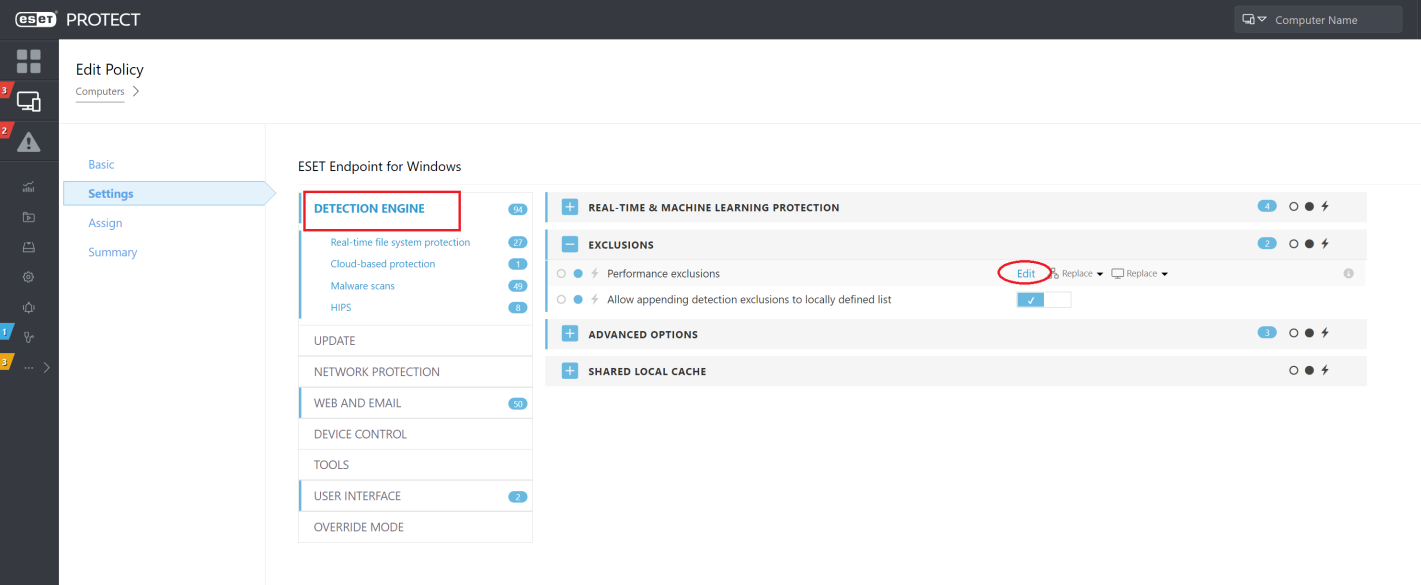 eset PROTECT
Computer Name
Edit Policy
3
Computers
2
Basic
Settings
Assign
Summary
1
3
ESET Endpoint for Windows
DETECTION ENGINE 94
Real-time file system protection 27
Cloud-based protection 1
Malware scans 49
HIPS 8
UPDATE
NETWORK PROTECTION
WEB AND EMAIL 50
DEVICE CONTROL
TOOLS
USER INTERFACE 2
OVERRIDE MODE
REAL-TIME & MACHINE LEARNING PROTECTION 4
EXCLUSIONS 2
Performance exclusions Edit Replace Replace
Allow appending detection exclusions to locally defined list
ADVANCED OPTIONS 3
SHARED LOCAL CACHE